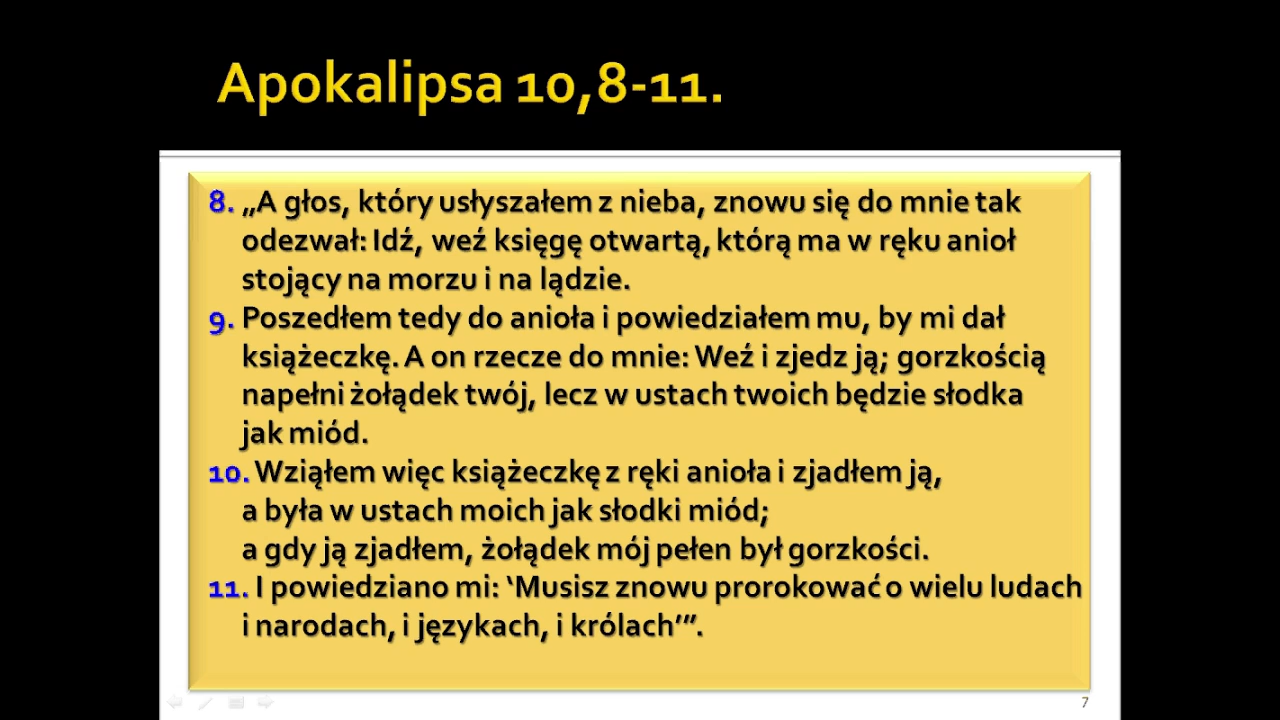 Apokalipsa 10,8-11.
8. „A głos, który usłyszałem z nieba, znowu się do mnie tak
odezwał: Idź, weź księgę otwartą, którą ma w ręku anioł
stojący na morzu i na lądzie.
9. Poszedłem tedy do anioła i powiedziałem mu, by mi dał
książeczkę. A on rzecze do mnie: Weź i zjedz ją; gorzkością
napełni żołądek twój, lecz w ustach twoich będzie słodka
jak miód.
10. Wziąłem więc książeczkę z ręki anioła i zjadłem ją,
a była w ustach moich jak słodki miód;
a gdy ją zjadłem, żołądek mój pełen był gorzkości.
11. I powiedziano mi: ‘Musisz znowu prorokować o wielu ludach
i narodach, i językach, i królach’”.
7